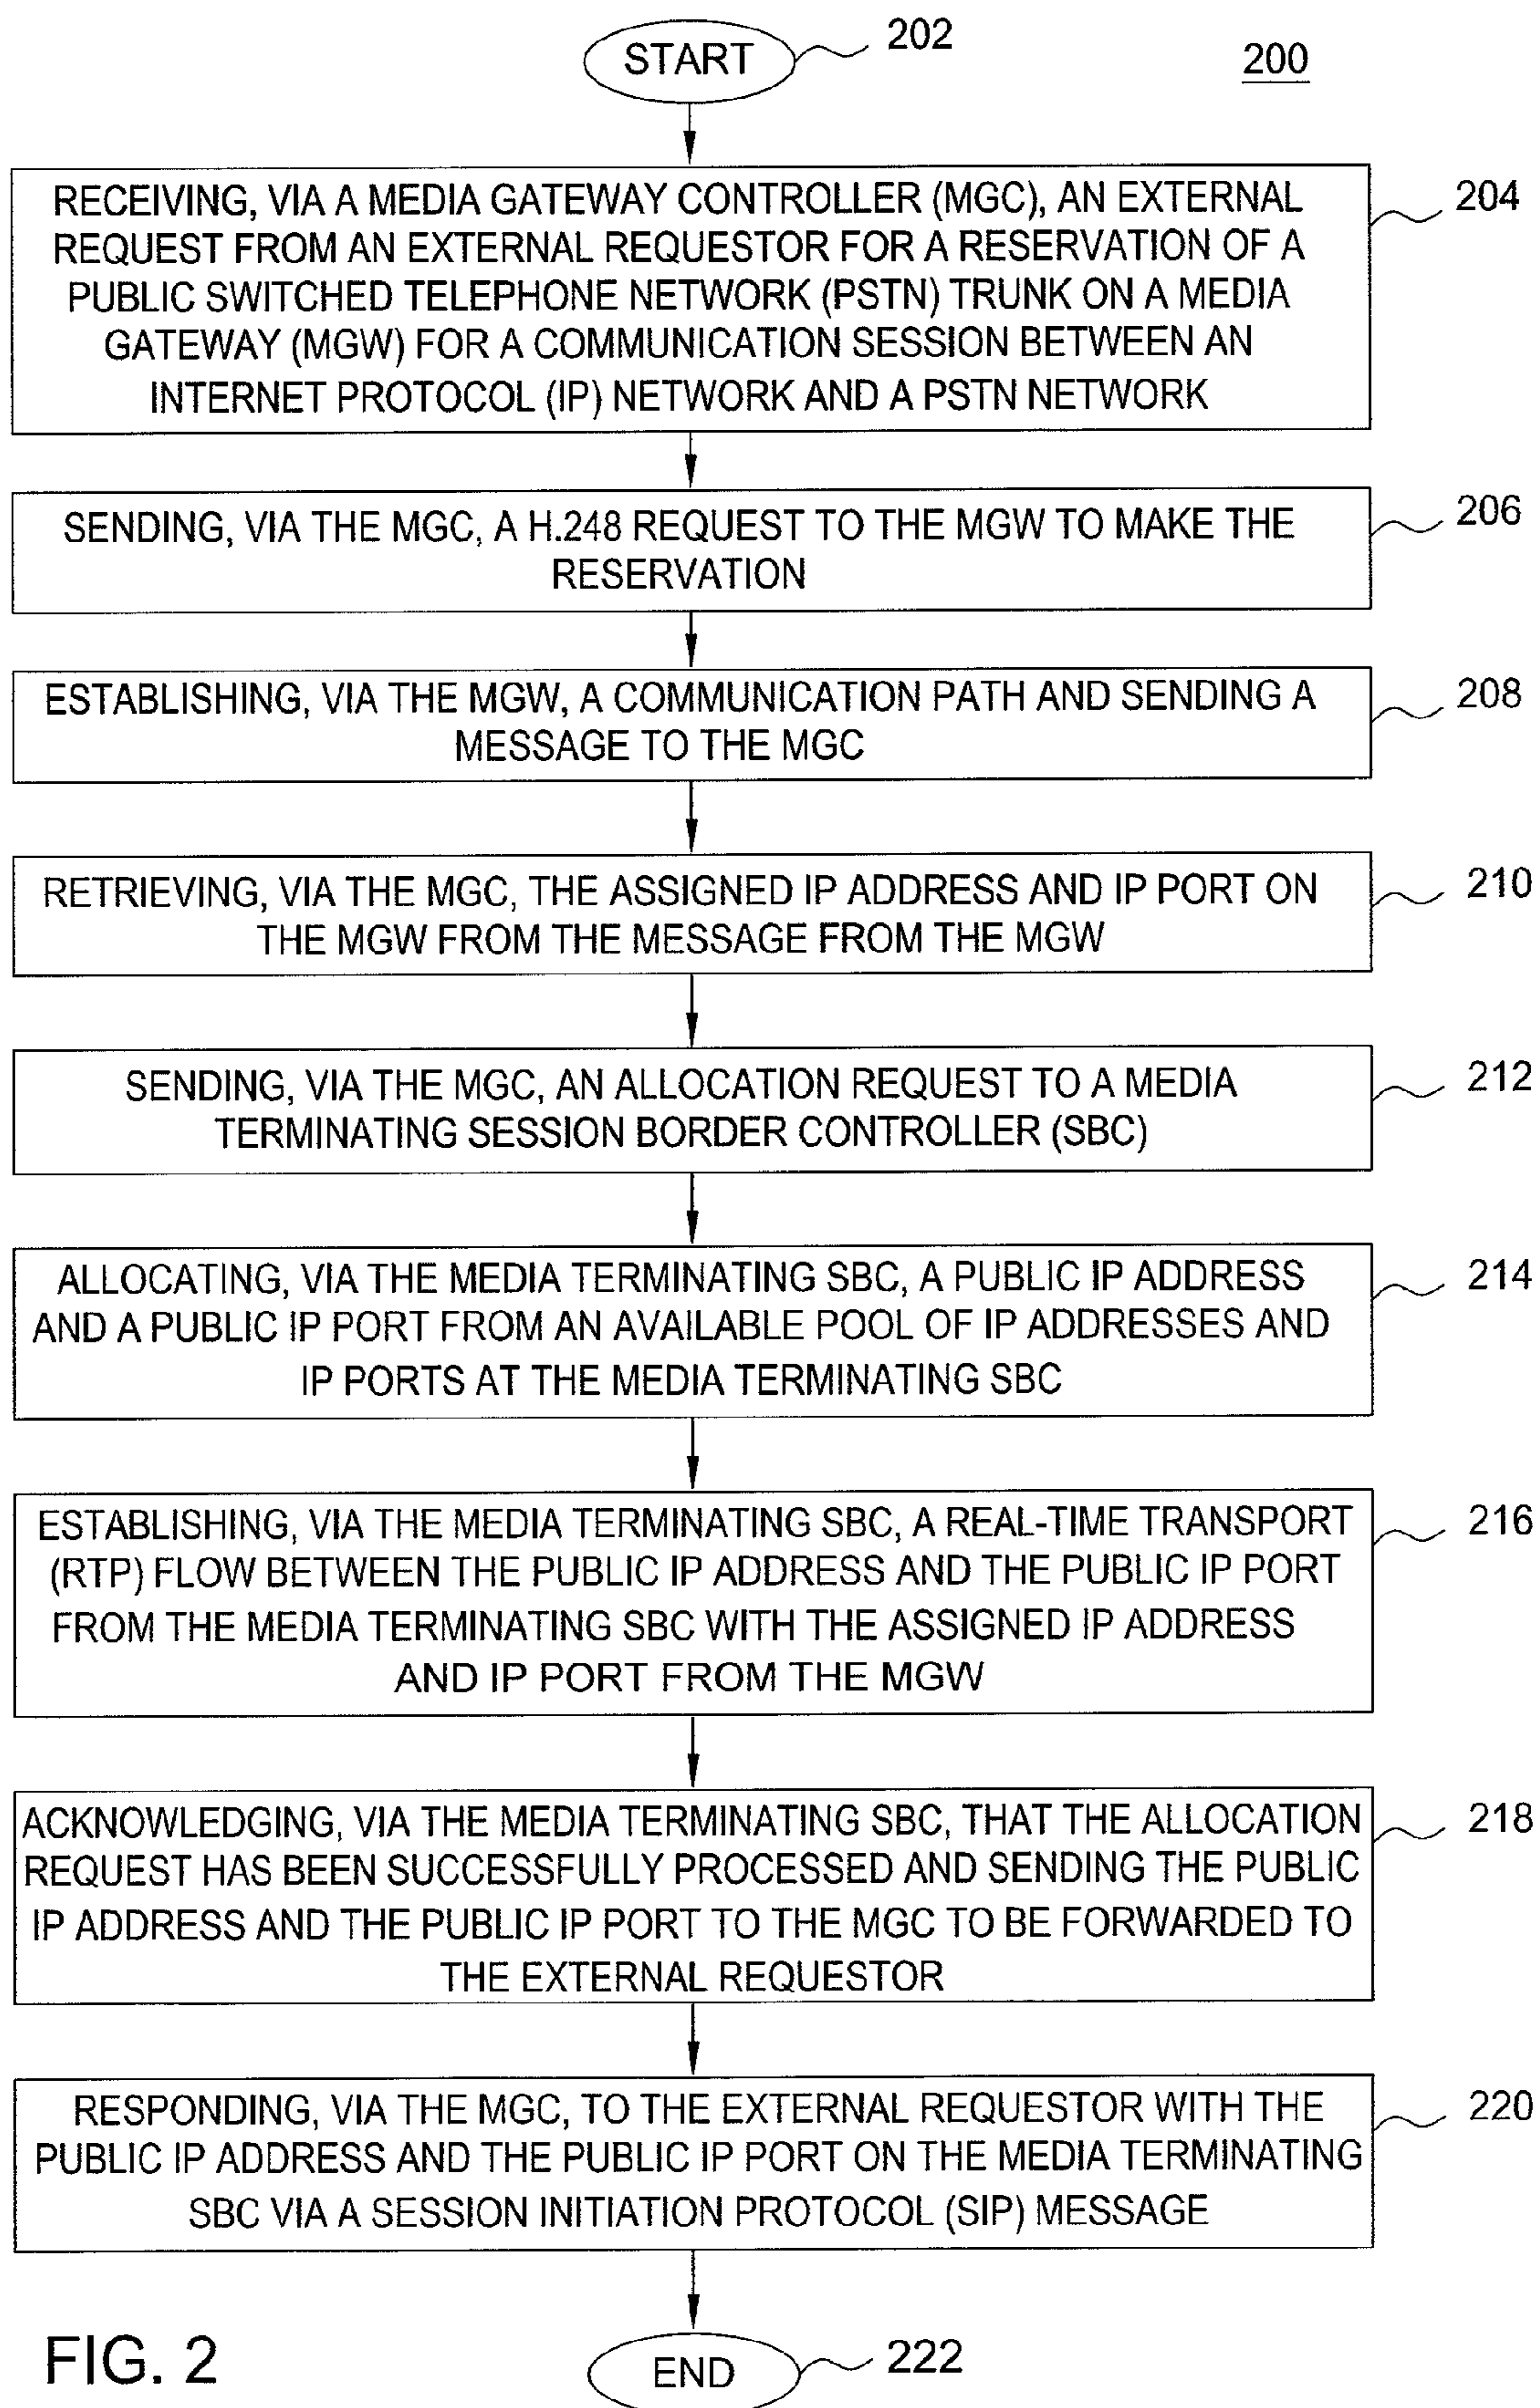 START
202
200
RECEIVING, VIA A MEDIA GATEWAY CONTROLLER (MGC), AN EXTERNAL
REQUEST FROM AN EXTERNAL REQUESTOR FOR A RESERVATION OF A
PUBLIC SWITCHED TELEPHONE NETWORK (PSTN) TRUNK ON A MEDIA
GATEWAY (MGW) FOR A COMMUNICATION SESSION BETWEEN AN
INTERNET PROTOCOL (IP) NETWORK AND A PSTN NETWORK
204
SENDING, VIA THE MGC, A H.248 REQUEST TO THE MGW TO MAKE THE
RESERVATION
206
ESTABLISHING, VIA THE MGW, A COMMUNICATION PATH AND SENDING A
MESSAGE TO THE MGC
208
RETRIEVING, VIA THE MGC, THE ASSIGNED IP ADDRESS AND IP PORT ON
THE MGW FROM THE MESSAGE FROM THE MGW
210
SENDING, VIA THE MGC, AN ALLOCATION REQUEST TO A MEDIA
TERMINATING SESSION BORDER CONTROLLER (SBC)
212
ALLOCATING, VIA THE MEDIA TERMINATING SBC, A PUBLIC IP ADDRESS
AND A PUBLIC IP PORT FROM AN AVAILABLE POOL OF IP ADDRESSES AND
IP PORTS AT THE MEDIA TERMINATING SBC
214
ESTABLISHING, VIA THE MEDIA TERMINATING SBC, A REAL-TIME TRANSPORT
(RTP) FLOW BETWEEN THE PUBLIC IP ADDRESS AND THE PUBLIC IP PORT
FROM THE MEDIA TERMINATING SBC WITH THE ASSIGNED IP ADDRESS
AND IP PORT FROM THE MGW
216
ACKNOWLEDGING, VIA THE MEDIA TERMINATING SBC, THAT THE ALLOCATION
REQUEST HAS BEEN SUCCESSFULLY PROCESSED AND SENDING THE PUBLIC
IP ADDRESS AND THE PUBLIC IP PORT TO THE MGC TO BE FORWARDED TO
THE EXTERNAL REQUESTOR
218
RESPONDING, VIA THE MGC, TO THE EXTERNAL REQUESTOR WITH THE
PUBLIC IP ADDRESS AND THE PUBLIC IP PORT ON THE MEDIA TERMINATING
SBC VIA A SESSION INITIATION PROTOCOL (SIP) MESSAGE
220
FIG. 2
END
222